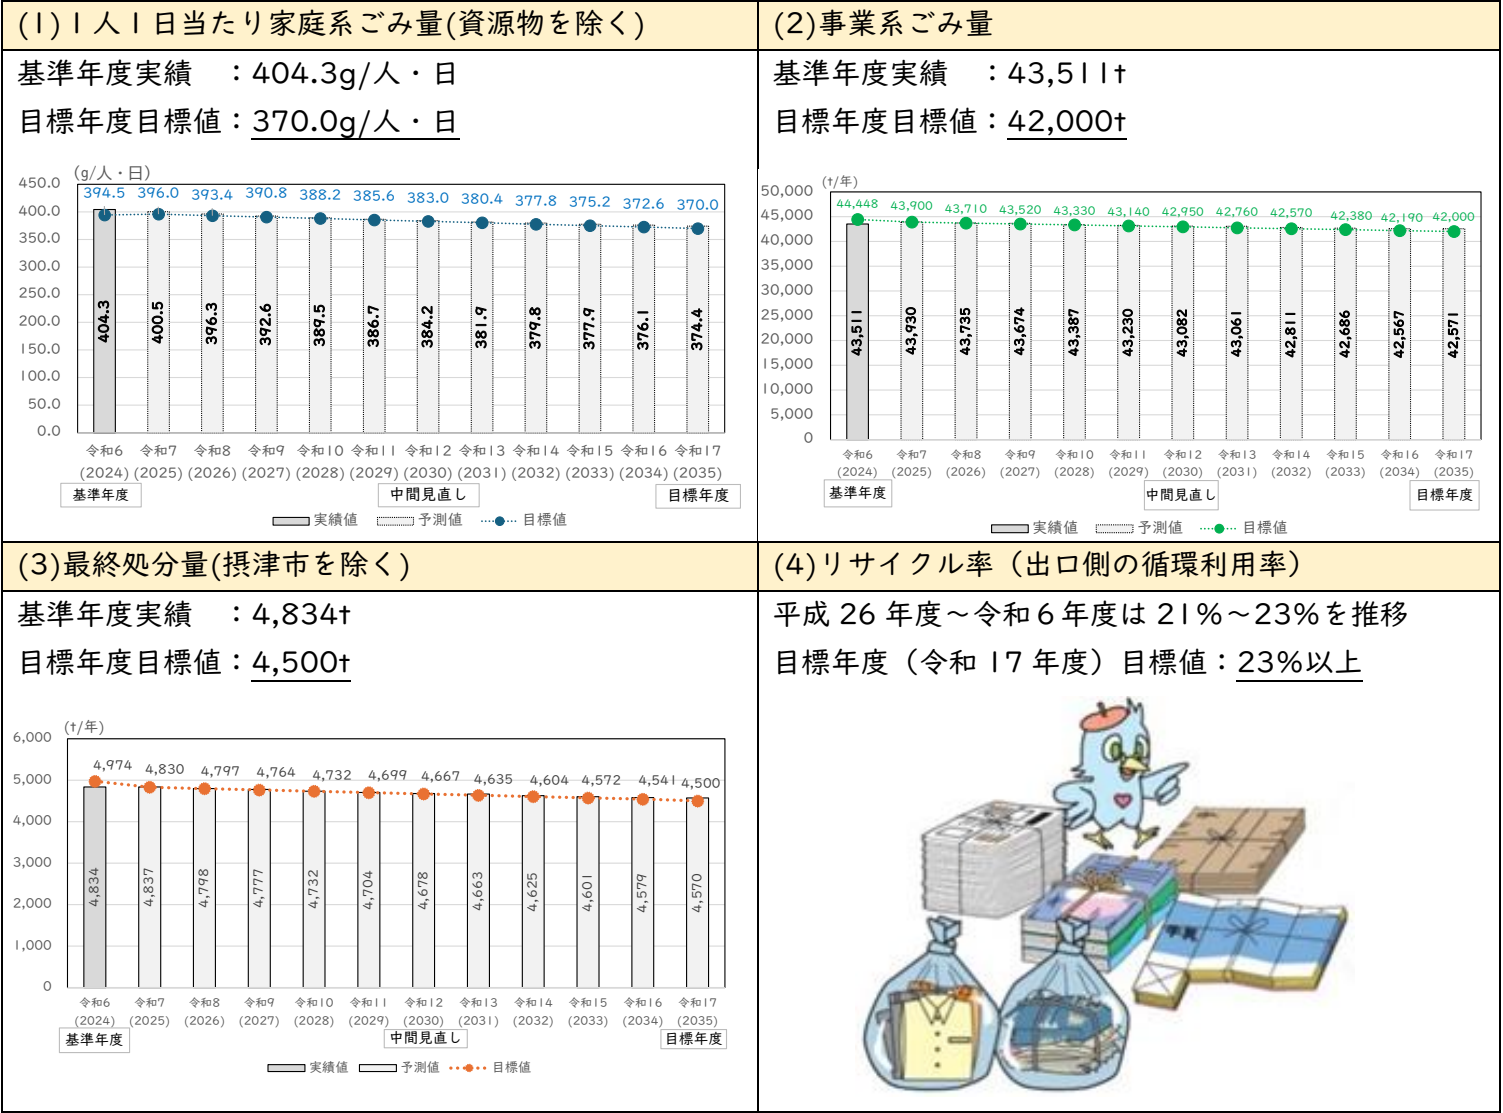 (1)1人1日当たり家庭系ごみ量(資源物を除く)
基準年度実績　：404.3g/人・日
目標年度目標値：370.0g/人・日
(g/人・日)
450.0
400.0
350.0
300.0
250.0
200.0
150.0
100.0
50.0
0.0
394.5 396.0 393.4 390.8 388.2 385.6 383.0 380.4 377.8 375.2 372.6 370.0
404.3 400.5 396.3 392.6 389.5 386.7 384.2 381.9 379.8 377.9 376.1 374.4
令和6 令和7 令和8 令和9 令和10 令和11 令和12 令和13 令和14 令和15 令和16 令和17
(2024) (2025) (2026) (2027) (2028) (2029) (2030) (2031) (2032) (2033) (2034) (2035)
基準年度 中間見直し 目標年度
実績値 予測値 目標値
(2)事業系ごみ量
基準年度実績　：43,511t
目標年度目標値：42,000t
(t/年)
50,000
45,000
40,000
35,000
30,000
25,000
20,000
15,000
10,000
5,000
0
44,448 43,900 43,710 43,520 43,330 43,140 42,950 42,760 42,570 42,380 42,190 42,000
43,511 43,930 43,735 43,674 43,387 43,230 43,082 43,061 42,811 42,686 42,567 42,571
令和6 令和7 令和8 令和9 令和10 令和11 令和12 令和13 令和14 令和15 令和16 令和17
(2024) (2025) (2026) (2027) (2028) (2029) (2030) (2031) (2032) (2033) (2034) (2035)
基準年度 中間見直し 目標年度
実績値 予測値 目標値
(3)最終処分量(摂津市を除く)
基準年度実績　：4,834t
目標年度目標値：4,500t
(t/年)
6,000
5,000
4,000
3,000
2,000
1,000
0
4,974 4,830 4,797 4,764 4,732 4,699 4,667 4,635 4,604 4,572 4,541 4,500
4,834 4,837 4,798 4,777 4,732 4,704 4,678 4,663 4,625 4,601 4,579 4,570
令和6 令和7 令和8 令和9 令和10 令和11 令和12 令和13 令和14 令和15 令和16 令和17
(2024) (2025) (2026) (2027) (2028) (2029) (2030) (2031) (2032) (2033) (2034) (2035)
基準年度 中間見直し 目標年度
実績値 予測値 目標値
(4)リサイクル率（出口側の循環利用率）
平成26年度～令和6年度は21%～23%を推移
目標年度（令和17年度）目標値：23%以上
牛乳